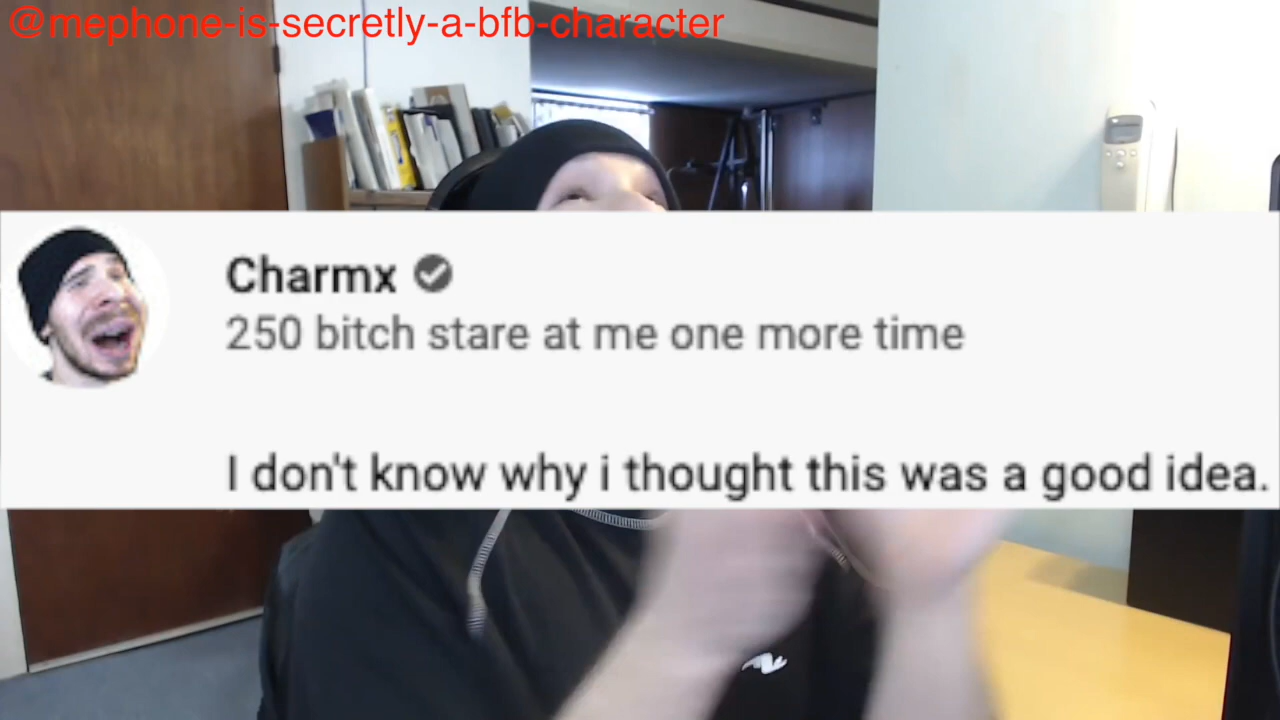 @mephone-is-secretly-a-bfb-character
Charmx
250 bitch stare at me one more time
I don't know why i thought this was a good idea.